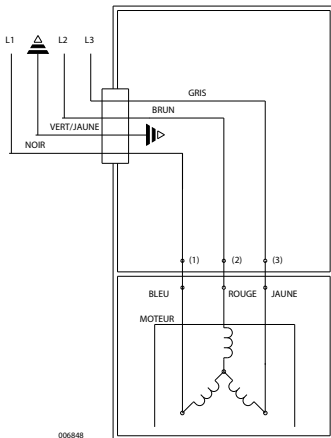 L1 L2 L3
GRIS
BRUN
VERT/JAUNE
NOIR
(1) (2) (3)
BLEU ROUGE JAUNE
MOTEUR
006848